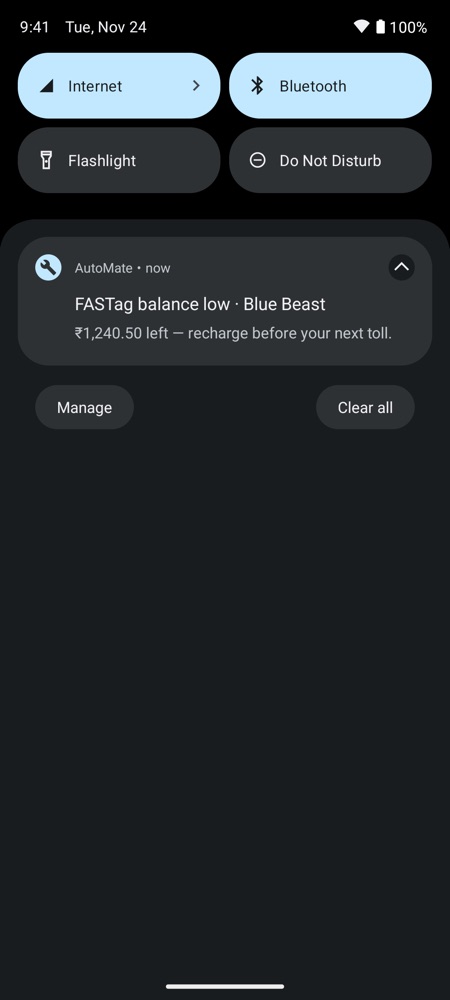 9:41 Tue, Nov 24 100%
Internet
Bluetooth
Flashlight
Do Not Disturb
AutoMate • now
FASTag balance low · Blue Beast
₹1,240.50 left — recharge before your next toll.
Manage
Clear all